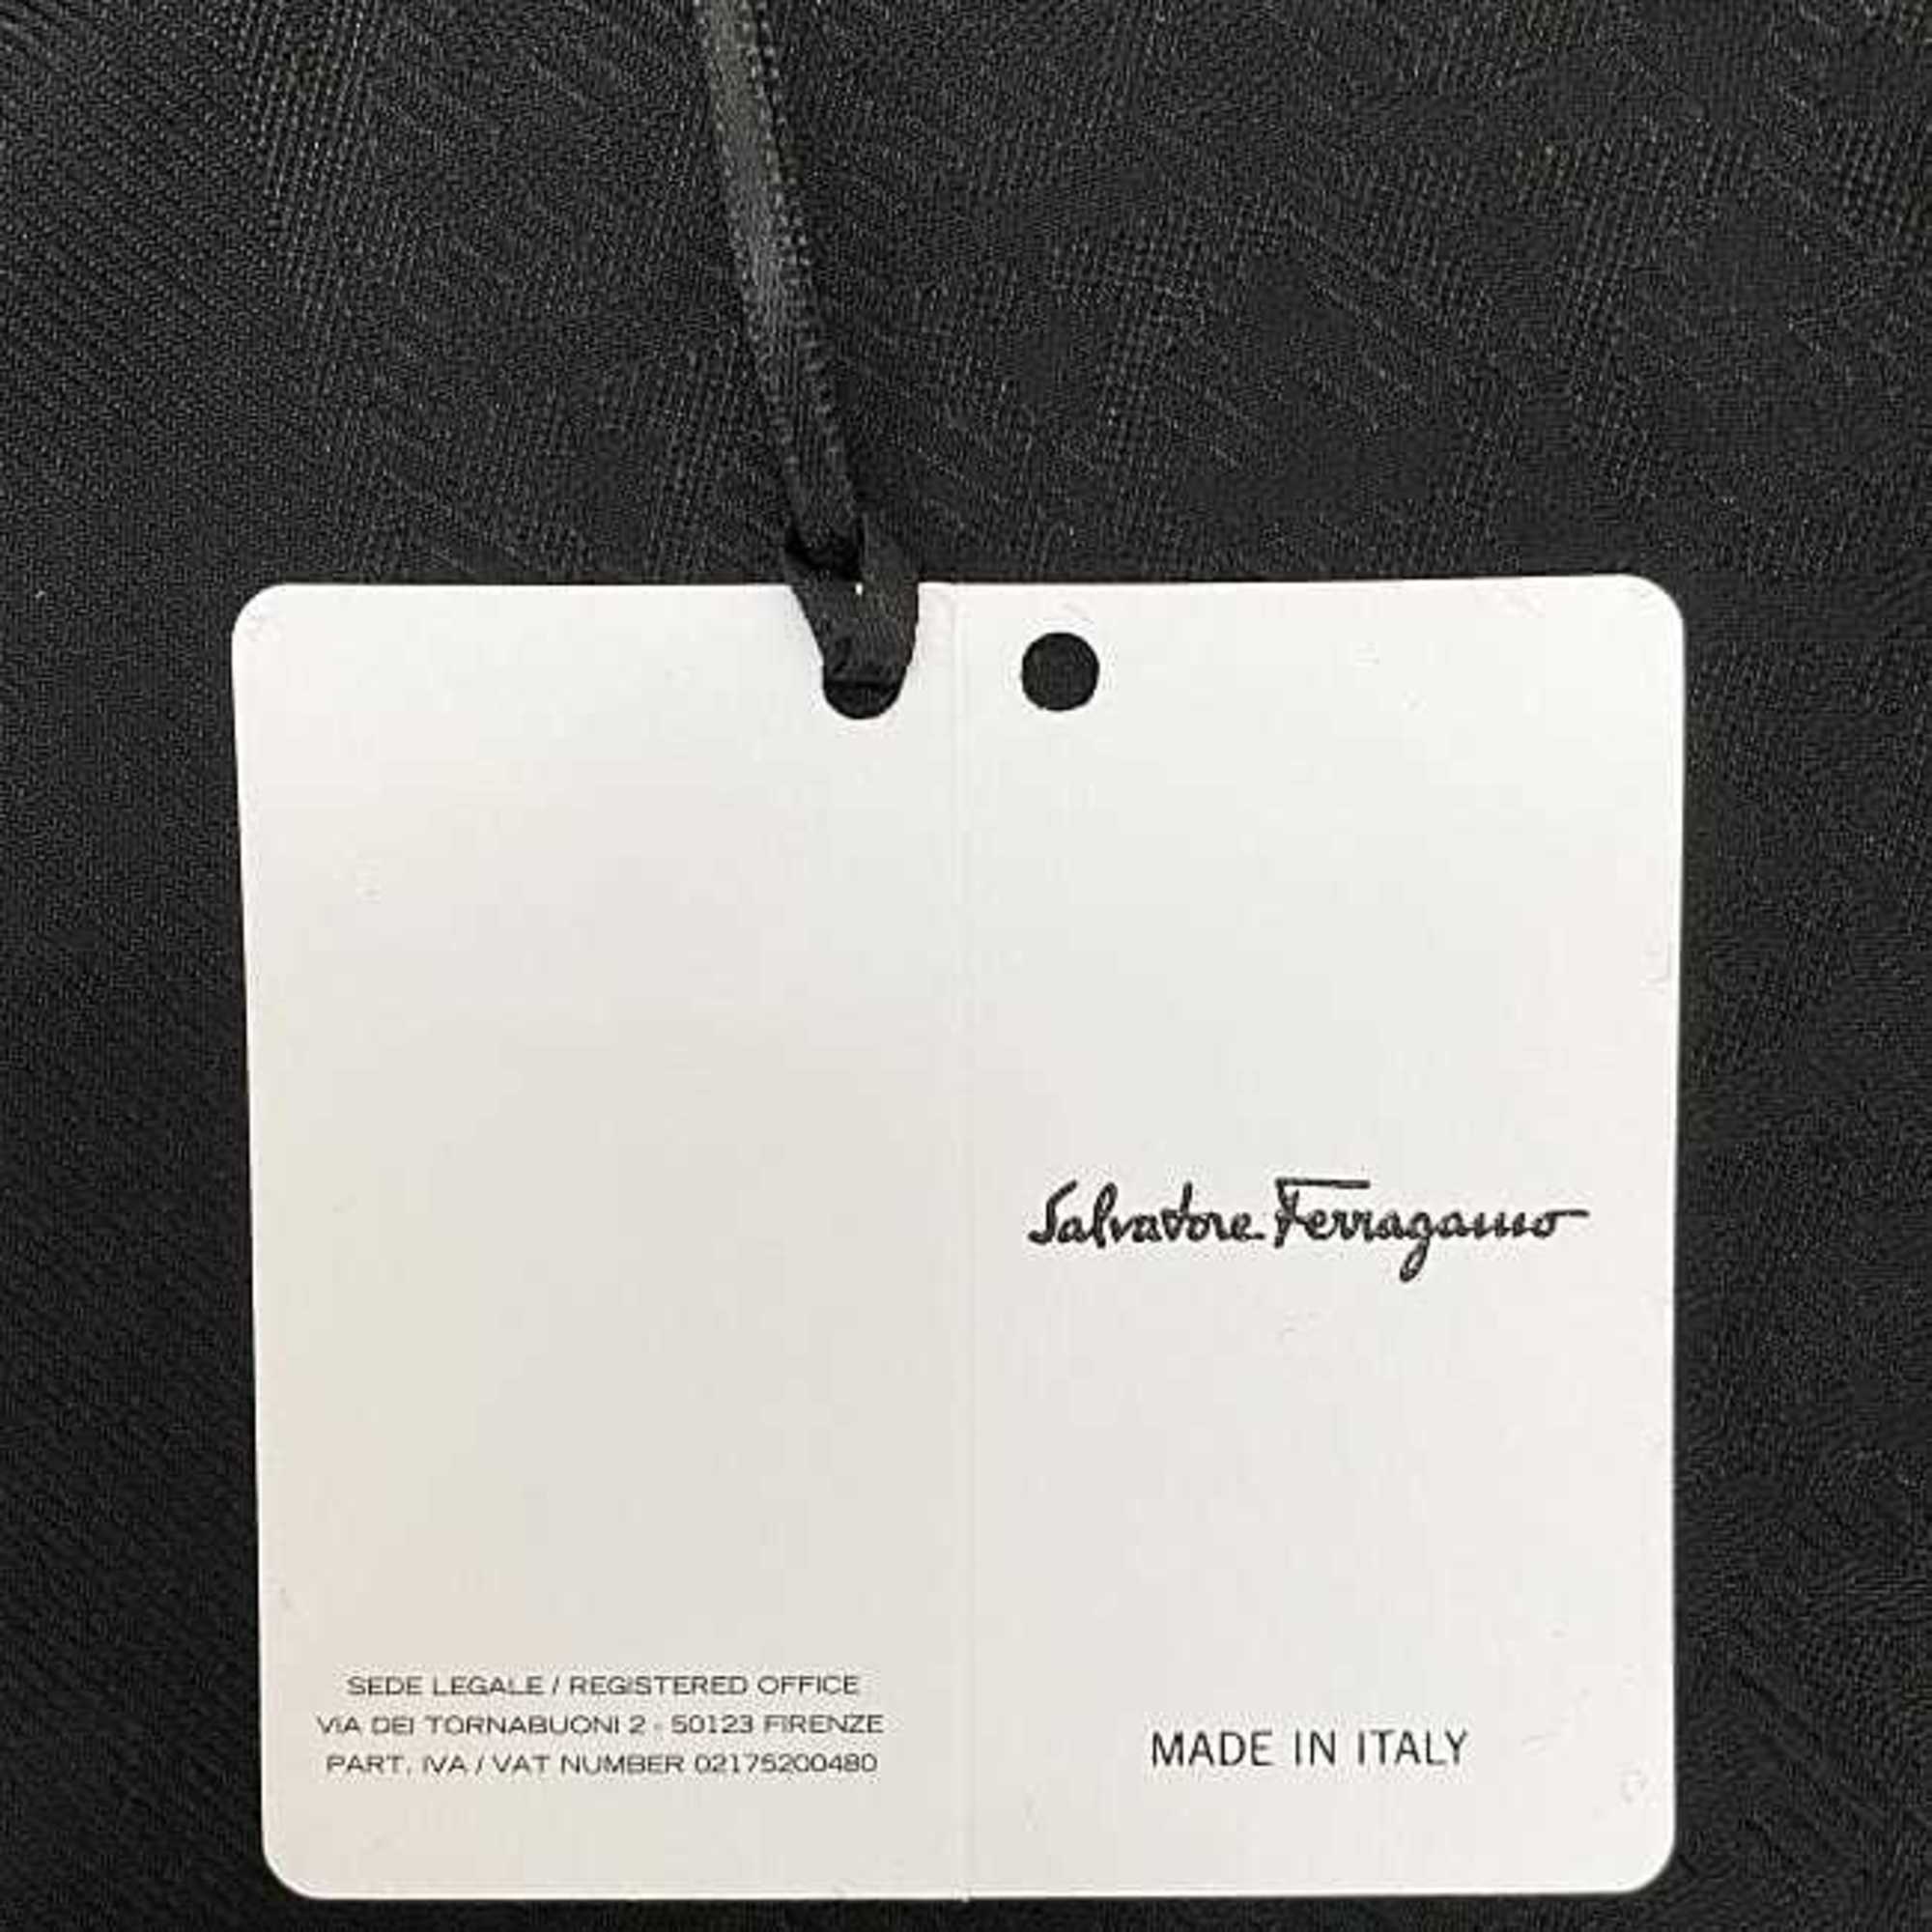 Salvatore Ferragamo
SEDE LEGALE / REGISTERED OFFICE
VIA DEI TORNABUONI 2 - 50123 FIRENZE
PART. IVA / VAT NUMBER 02175200480
MADE IN ITALY